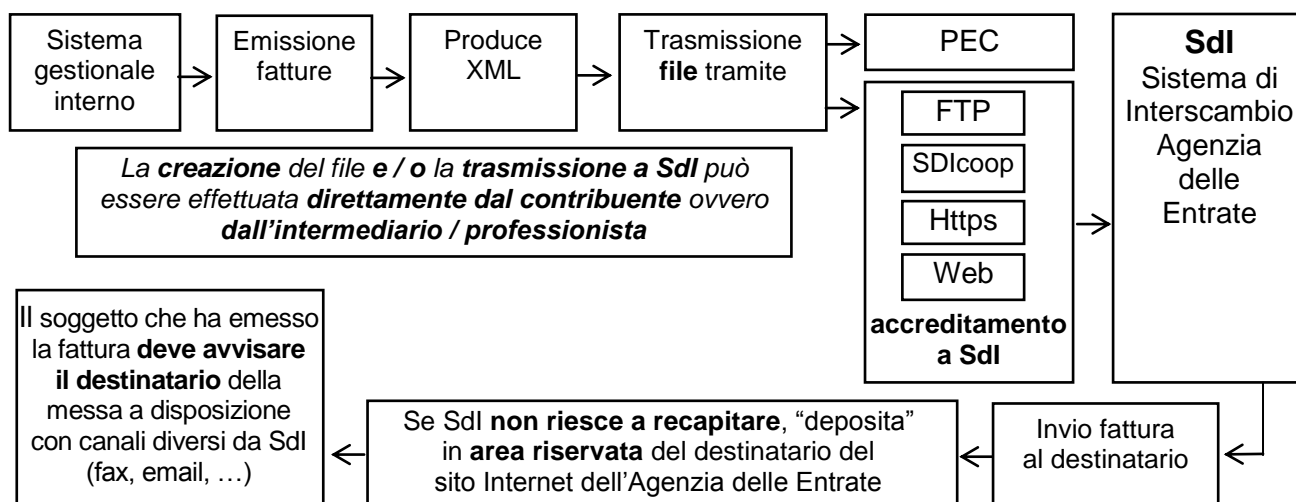 Sistema
gestionale
interno
Emissione
fatture
Produce
XML
Trasmissione
file tramite
PEC
FTP
SDIcoop
Https
Web
accreditamento
a SdI
SdI
Sistema di
Interscambio
Agenzia
delle
Entrate
La creazione del file e / o la trasmissione a SdI può
essere effettuata direttamente dal contribuente ovvero
dall'intermediario / professionista
Invio fattura
al destinatario
Se SdI non riesce a recapitare, “deposita”
in area riservata del destinatario del
sito Internet dell'Agenzia delle Entrate
Il soggetto che ha emesso
la fattura deve avvisare
il destinatario della
messa a disposizione
con canali diversi da SdI
(fax, email, …)